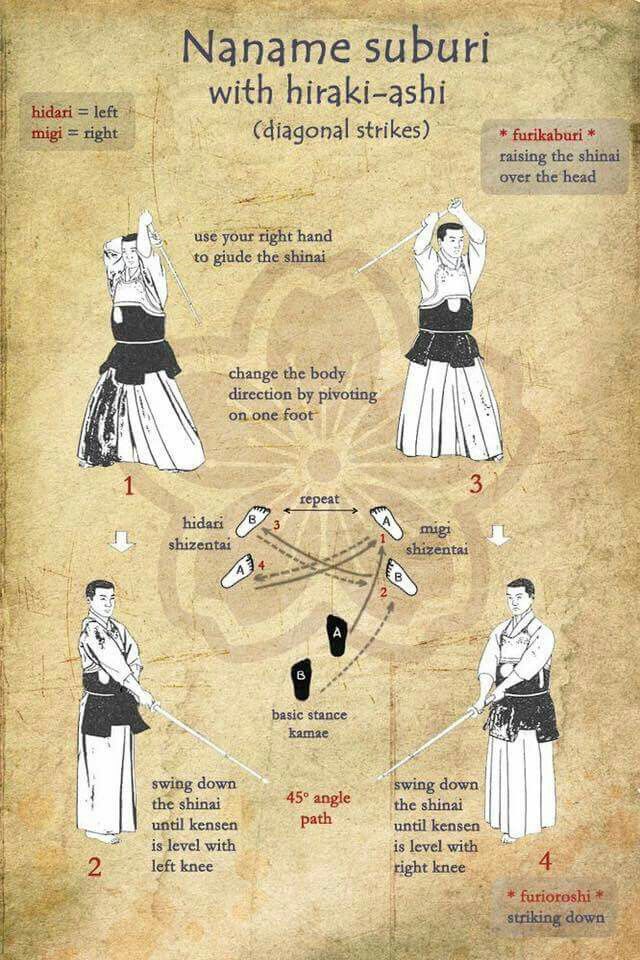 Naname suburi
with hiraki-ashi
(diagonal strikes)
hidari = left
migi = right
* furikaburi *
raising the shinai
over the head
use your right hand
to giude the shinai
change the body
direction by pivoting
on one foot
1
3
repeat
hidari
shizentai
B
3
A
1
migi
shizentai
A
4
B
2
A
B
basic stance
kamae
swing down
the shinai
until kensen
is level with
left knee
45° angle
path
swing down
the shinai
until kensen
is level with
right knee
2
4
* furioroshi *
striking down